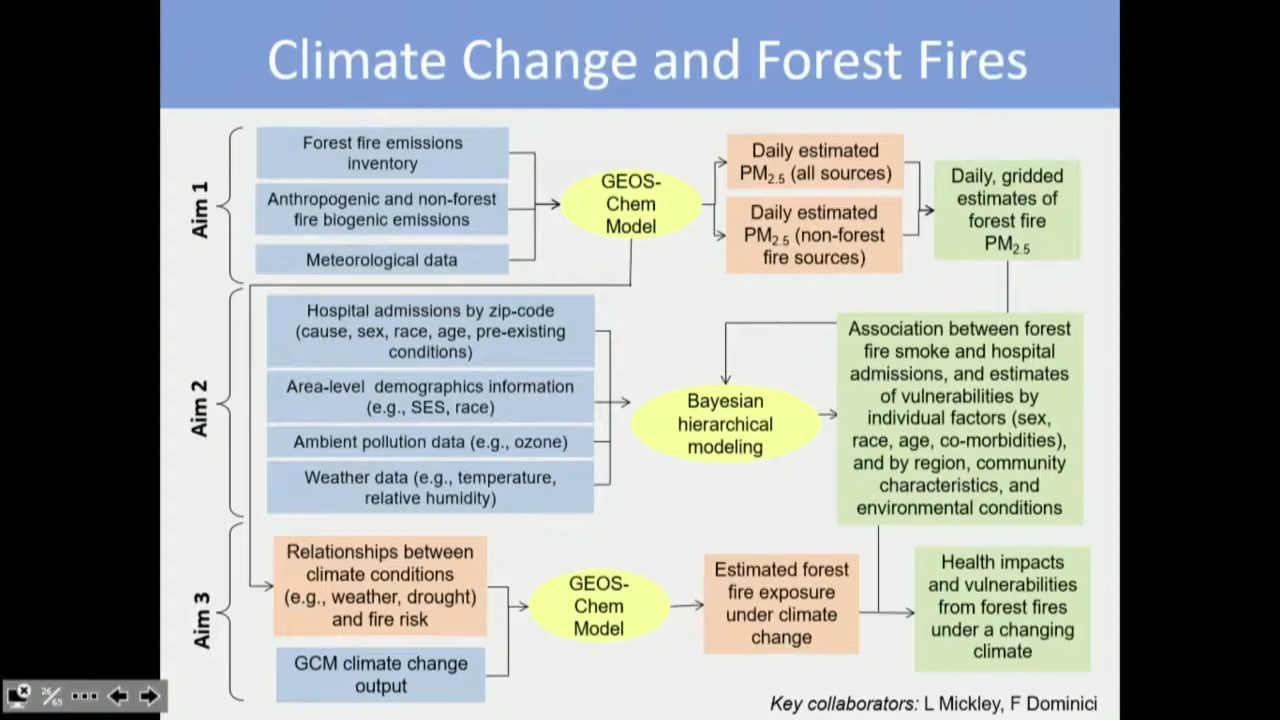 Climate Change and Forest Fires
Aim 1
Forest fire emissions
inventory
Anthropogenic and non-forest
fire biogenic emissions
Meteorological data
GEOS-
Chem
Model
Daily estimated
PM2.5 (all sources)
Daily estimated
PM2.5 (non-forest
fire sources)
Daily, gridded
estimates of
forest fire
PM2.5
Aim 2
Hospital admissions by zip-code
(cause, sex, race, age, pre-existing
conditions)
Area-level demographics information
(e.g., SES, race)
Ambient pollution data (e.g., ozone)
Weather data (e.g., temperature,
relative humidity)
Bayesian
hierarchical
modeling
Association between forest
fire smoke and hospital
admissions, and estimates
of vulnerabilities by
individual factors (sex,
race, age, co-morbidities),
and by region, community
characteristics, and
environmental conditions
Aim 3
Relationships between
climate conditions
(e.g., weather, drought)
and fire risk
GCM climate change
output
GEOS-
Chem
Model
Estimated forest
fire exposure
under climate
change
Health impacts
and vulnerabilities
from forest fires
under a changing
climate
Key collaborators: L Mickley, F Dominici
26/65